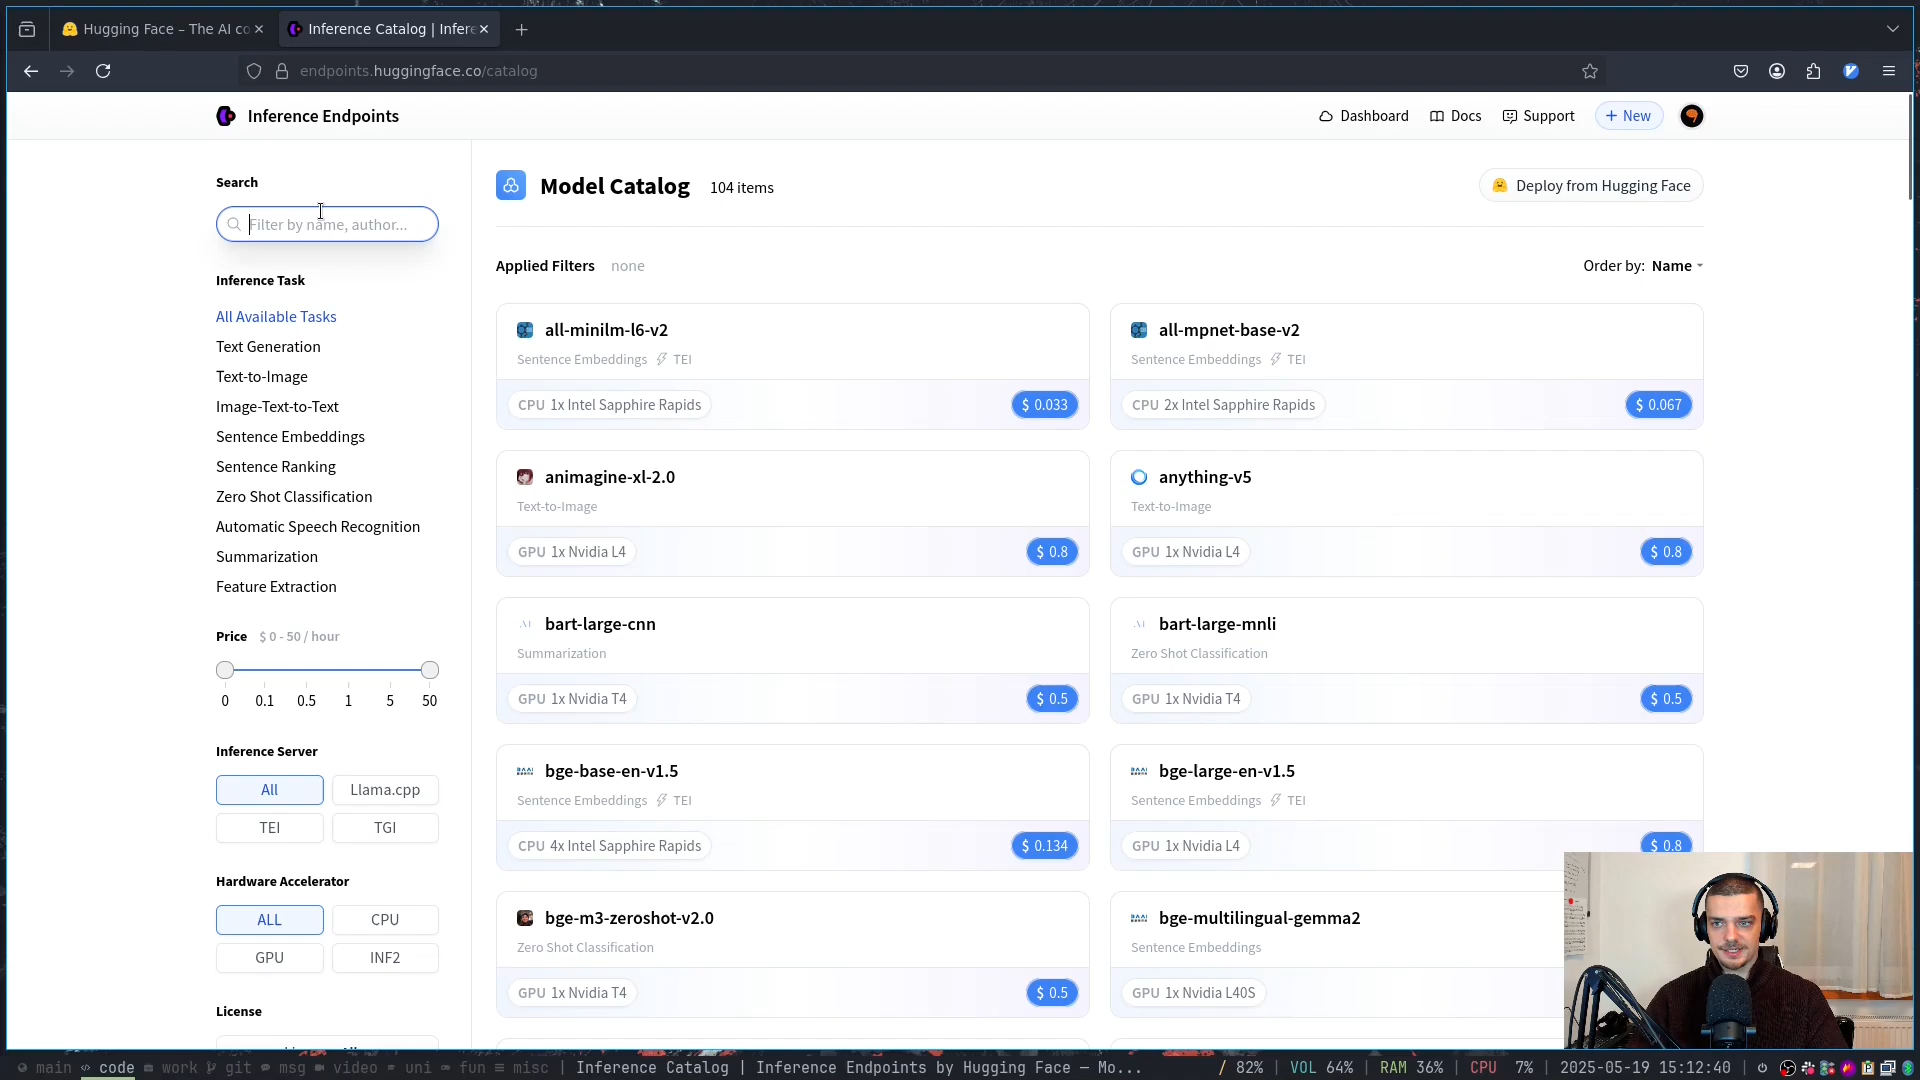 Hugging Face – The AI co
Inference Catalog | Infere
endpoints.huggingface.co/catalog
Inference Endpoints
Dashboard
Docs
Support
+ New
Search
Filter by name, author...
Inference Task
All Available Tasks
Text Generation
Text-to-Image
Image-Text-to-Text
Sentence Embeddings
Sentence Ranking
Zero Shot Classification
Automatic Speech Recognition
Summarization
Feature Extraction
Price $ 0 - 50 / hour
0 0.1 0.5 1 5 50
Inference Server
All
Llama.cpp
TEI
TGI
Hardware Accelerator
ALL
CPU
GPU
INF2
License
Model Catalog 104 items
Deploy from Hugging Face
Applied Filters none
Order by: Name
all-minilm-l6-v2
Sentence Embeddings TEI
CPU 1x Intel Sapphire Rapids
$ 0.033
all-mpnet-base-v2
Sentence Embeddings TEI
CPU 2x Intel Sapphire Rapids
$ 0.067
animagine-xl-2.0
Text-to-Image
GPU 1x Nvidia L4
$ 0.8
anything-v5
Text-to-Image
GPU 1x Nvidia L4
$ 0.8
bart-large-cnn
Summarization
GPU 1x Nvidia T4
$ 0.5
bart-large-mnli
Zero Shot Classification
GPU 1x Nvidia T4
$ 0.5
bge-base-en-v1.5
Sentence Embeddings TEI
CPU 4x Intel Sapphire Rapids
$ 0.134
bge-large-en-v1.5
Sentence Embeddings TEI
GPU 1x Nvidia L4
$ 0.8
bge-m3-zeroshot-v2.0
Zero Shot Classification
GPU 1x Nvidia T4
$ 0.5
bge-multilingual-gemma2
Sentence Embeddings
GPU 1x Nvidia L40S
main code work git msg video uni fun misc | Inference Catalog | Inference Endpoints by Hugging Face — Mo... / 82% | VOL 64% | RAM 36% | CPU 7% | 2025-05-19 15:12:40 |